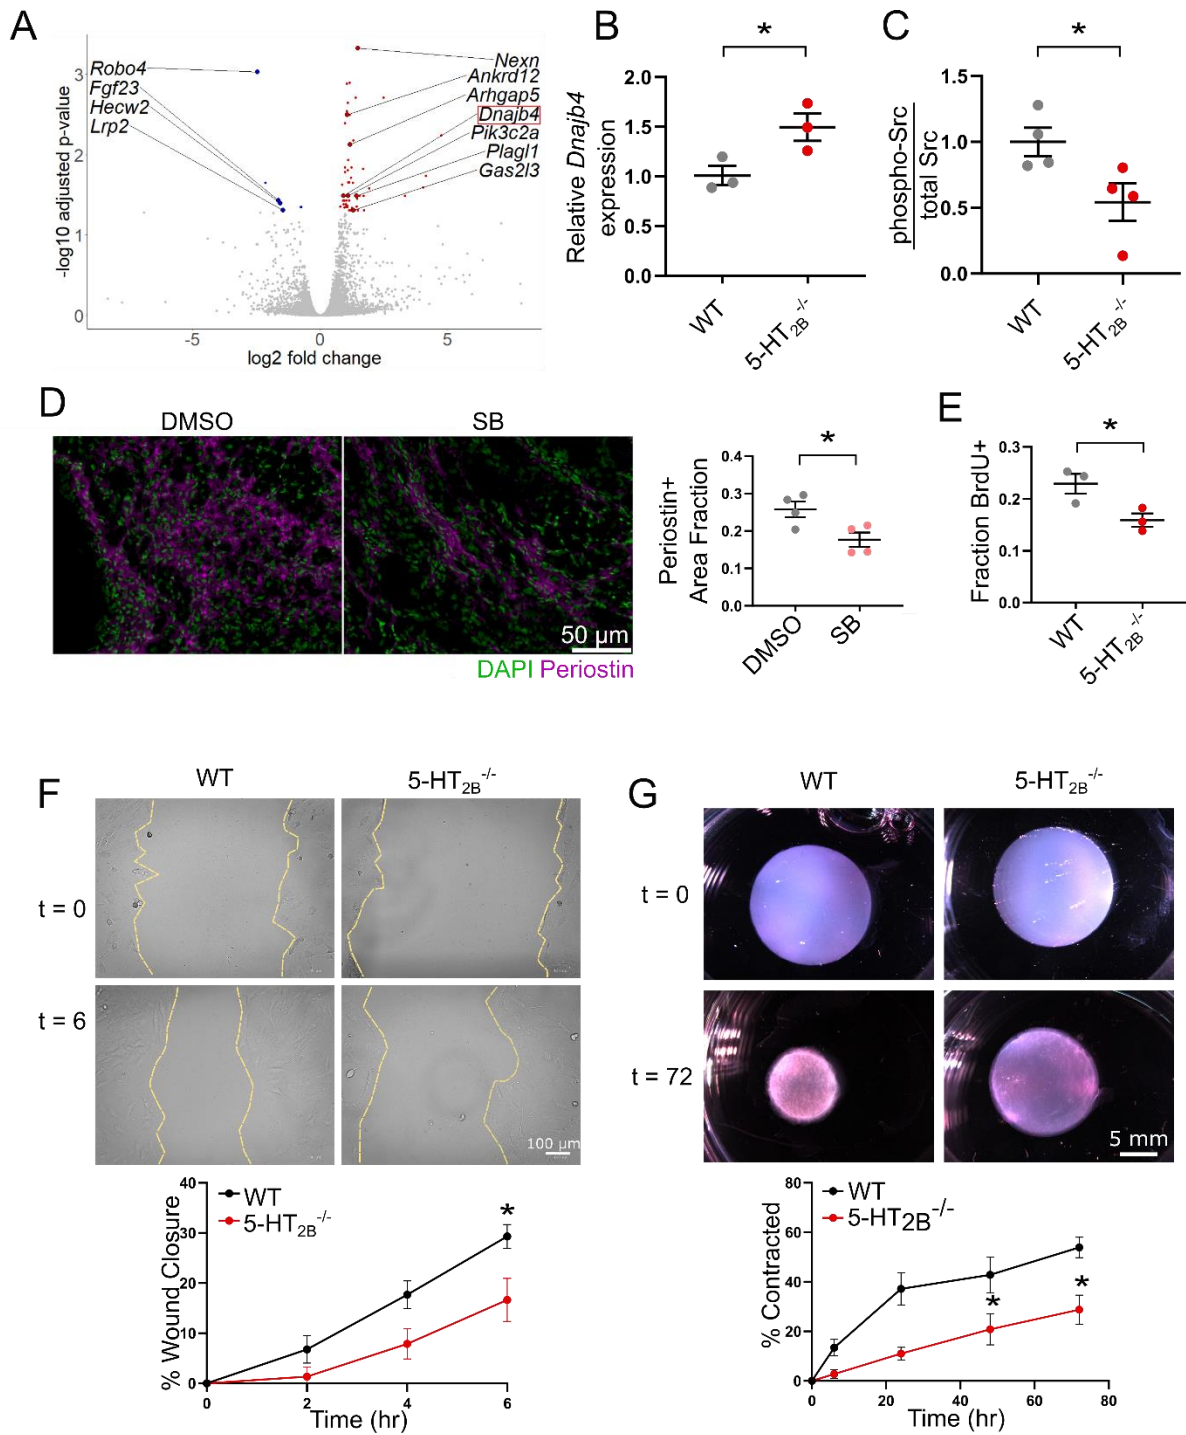 A
-log10 adjusted p-value
3
2
1
0
-5
0
5
log2 fold change
Robo4
Fgf23
Hecw2
Lrp2
Nexn
Ankrd12
Arhgap5
Dnajb4
Pik3c2a
Plagl1
Gas2l3
B
*
Relative Dnajb4
expression
2.0
1.5
1.0
0.5
0.0
WT
5-HT2B-/-
C
*
phospho-Src
total Src
1.5
1.0
0.5
0.0
WT
5-HT2B-/-
D
DMSO
SB
50 µm
DAPI Periostin
*
Periostin+
Area Fraction
0.4
0.3
0.2
0.1
0.0
DMSO
SB
E
*
Fraction BrdU+
0.3
0.2
0.1
0.0
WT
5-HT2B-/-
F
WT
5-HT2B-/-
t = 0
t = 6
100 µm
% Wound Closure
40
30
20
10
0
WT
5-HT2B-/-
*
0
2
4
6
Time (hr)
G
WT
5-HT2B-/-
t = 0
t = 72
5 mm
% Contracted
80
60
40
20
0
WT
5-HT2B-/-
*
*
0
20
40
60
80
Time (hr)